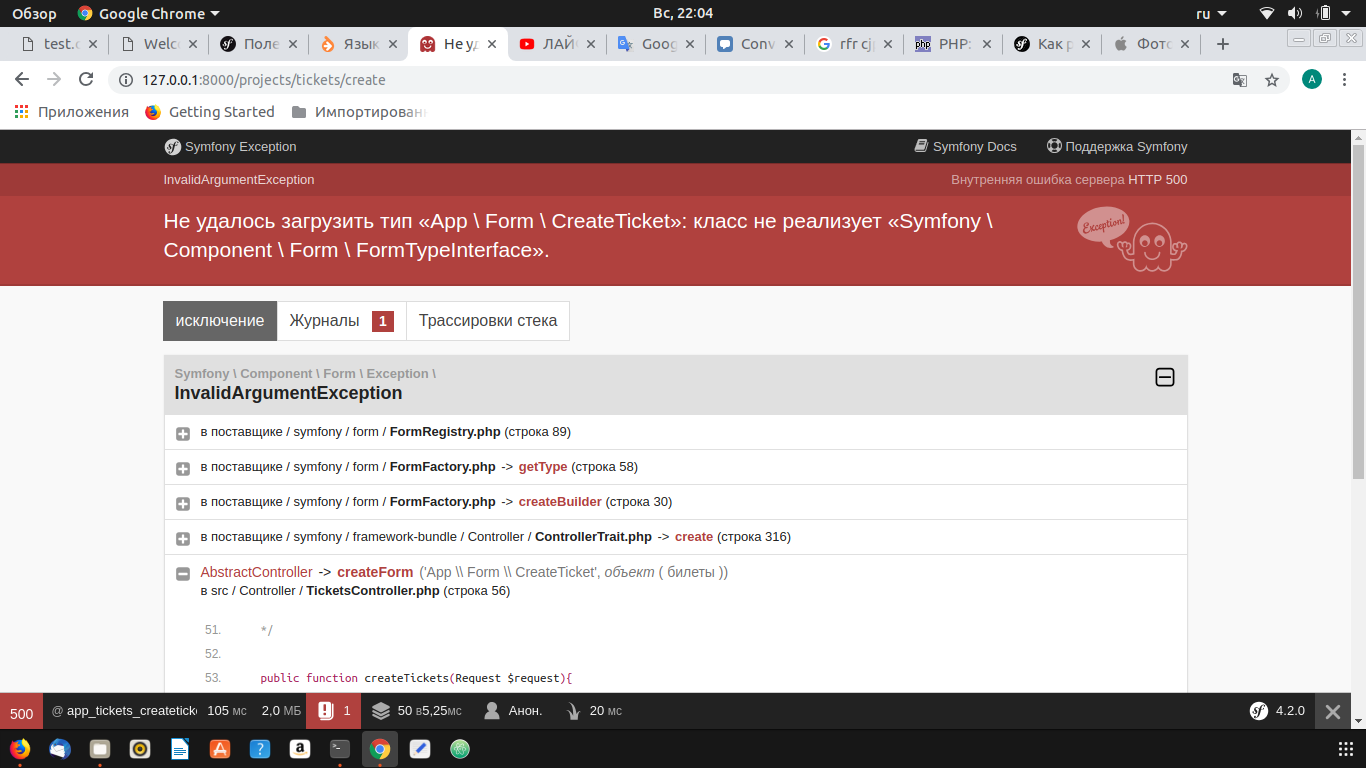 Обзор Google Chrome Вс, 22:04 ru
test.c Welc Поле Язык Не уд ЛАЙ Goog Conv rfr cj PHP: Как р Фото
127.0.0.1:8000/projects/tickets/create A
Приложения Getting Started Импортирован
Symfony Exception Symfony Docs Поддержка Symfony
InvalidArgumentException Внутренняя ошибка сервера HTTP 500
Не удалось загрузить тип «App \ Form \ CreateTicket»: класс не реализует «Symfony \
Component \ Form \ FormTypeInterface».
Exception!
исключение Журналы 1 Трассировки стека
Symfony \ Component \ Form \ Exception \
InvalidArgumentException
в поставщике / symfony / form / FormRegistry.php (строка 89)
в поставщике / symfony / form / FormFactory.php -> getType (строка 58)
в поставщике / symfony / form / FormFactory.php -> createBuilder (строка 30)
в поставщике / symfony / framework-bundle / Controller / ControllerTrait.php -> create (строка 316)
AbstractController -> createForm ('App \\ Form \\ CreateTicket', объект ( билеты ))
в src / Controller / TicketsController.php (строка 56)
51. */
52.
53. public function createTickets(Request $request){
500 @ app_tickets_createticke 105 мс 2,0 МБ 1 50 в5,25мс Анон. 20 мс 4.2.0